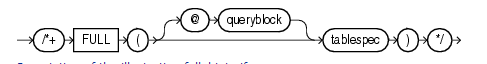 /*+ FULL ( @ queryblock tablespec ) */